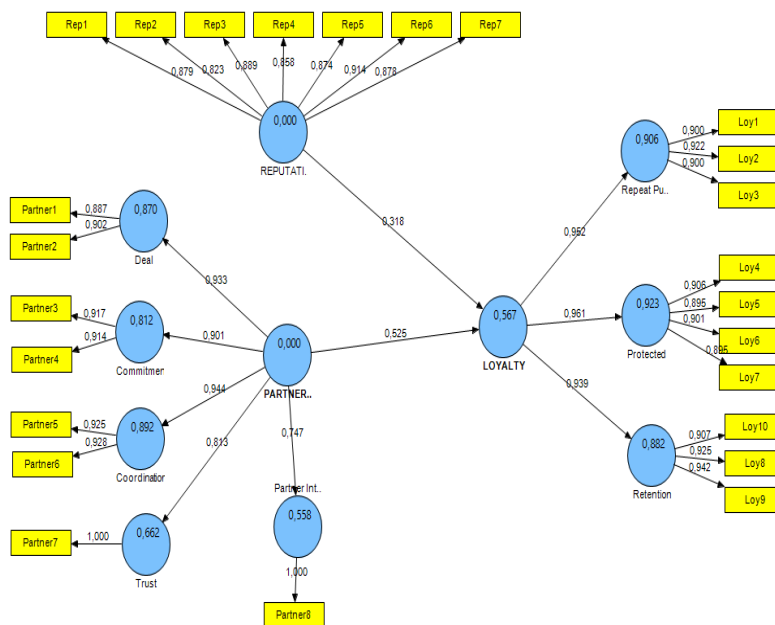 Rep1 Rep2 Rep3 Rep4 Rep5 Rep6 Rep7
0,879 0,823 0,889 0,858 0,874 0,914 0,878
0,000
REPUTATI..
0,318
Partner1
Partner2
0,887
0,902
0,870
Deal
0,933
Partner3
Partner4
0,917
0,914
0,812
Commitmen
0,901
Partner5
Partner6
0,925
0,928
0,892
Coordination
0,944
Partner7
1,000
0,662
Trust
0,813
0,000
PARTNER..
0,525
0,747
Partner Int..
0,558
1,000
Partner8
0,567
LOYALTY
0,952
0,906
Repeat Pu..
0,900
0,922
0,900
Loy1
Loy2
Loy3
0,961
0,923
Protected
0,906
0,895
0,901
0,895
Loy4
Loy5
Loy6
Loy7
0,939
0,882
Retention
0,907
0,925
0,942
Loy10
Loy8
Loy9